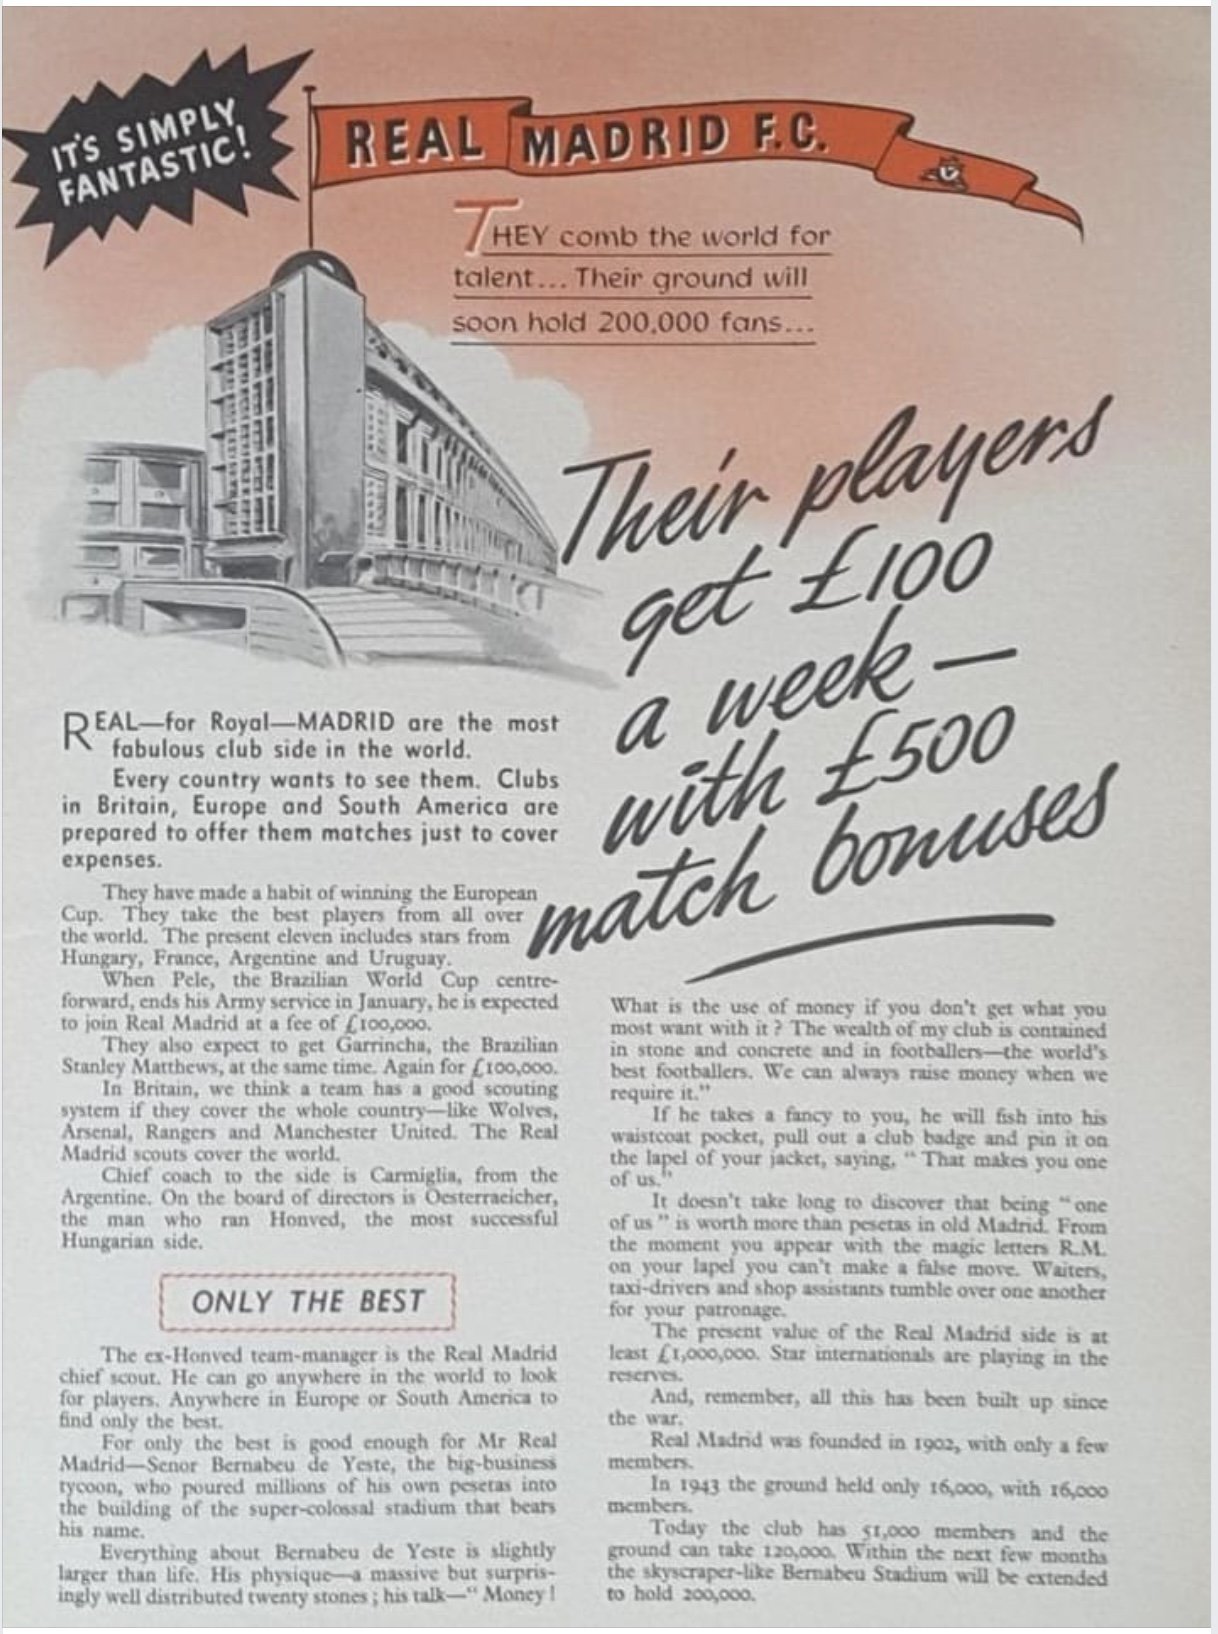 IT'S SIMPLY
FANTASTIC!
REAL MADRID F.C.
THEY comb the world for
talent... Their ground will
soon hold 200,000 fans...
Their players
get £100
a week —
with £500
match bonuses
REAL—for Royal—MADRID are the most
fabulous club side in the world.
Every country wants to see them. Clubs
in Britain, Europe and South America are
prepared to offer them matches just to cover
expenses.
They have made a habit of winning the European
Cup. They take the best players from all over
the world. The present eleven includes stars from
Hungary, France, Argentine and Uruguay.
When Pele, the Brazilian World Cup centre-
forward, ends his Army service in January, he is expected
to join Real Madrid at a fee of £100,000.
They also expect to get Garrincha, the Brazilian
Stanley Matthews, at the same time. Again for £100,000.
In Britain, we think a team has a good scouting
system if they cover the whole country—like Wolves,
Arsenal, Rangers and Manchester United. The Real
Madrid scouts cover the world.
Chief coach to the side is Carmiglia, from the
Argentine. On the board of directors is Oesterraeicher,
the man who ran Honved, the most successful
Hungarian side.
ONLY THE BEST
The ex-Honved team-manager is the Real Madrid
chief scout. He can go anywhere in the world to look
for players. Anywhere in Europe or South America to
find only the best.
For only the best is good enough for Mr Real
Madrid—Senor Bernabeu de Yeste, the big-business
tycoon, who poured millions of his own pesetas into
the building of the super-colossal stadium that bears
his name.
Everything about Bernabeu de Yeste is slightly
larger than life. His physique—a massive but surpris-
ingly well distributed twenty stones; his talk—" Money!
What is the use of money if you don't get what you
most want with it? The wealth of my club is contained
in stone and concrete and in footballers—the world's
best footballers. We can always raise money when we
require it."
If he takes a fancy to you, he will fish into his
waistcoat pocket, pull out a club badge and pin it on
the lapel of your jacket, saying, " That makes you one
of us."
It doesn't take long to discover that being " one
of us " is worth more than pesetas in old Madrid. From
the moment you appear with the magic letters R.M.
on your lapel you can't make a false move. Waiters,
taxi-drivers and shop assistants tumble over one another
for your patronage.
The present value of the Real Madrid side is at
least £1,000,000. Star internationals are playing in the
reserves.
And, remember, all this has been built up since
the war.
Real Madrid was founded in 1902, with only a few
members.
In 1943 the ground held only 16,000, with 16,000
members.
Today the club has 51,000 members and the
ground can take 120,000. Within the next few months
the skyscraper-like Bernabeu Stadium will be extended
to hold 200,000.